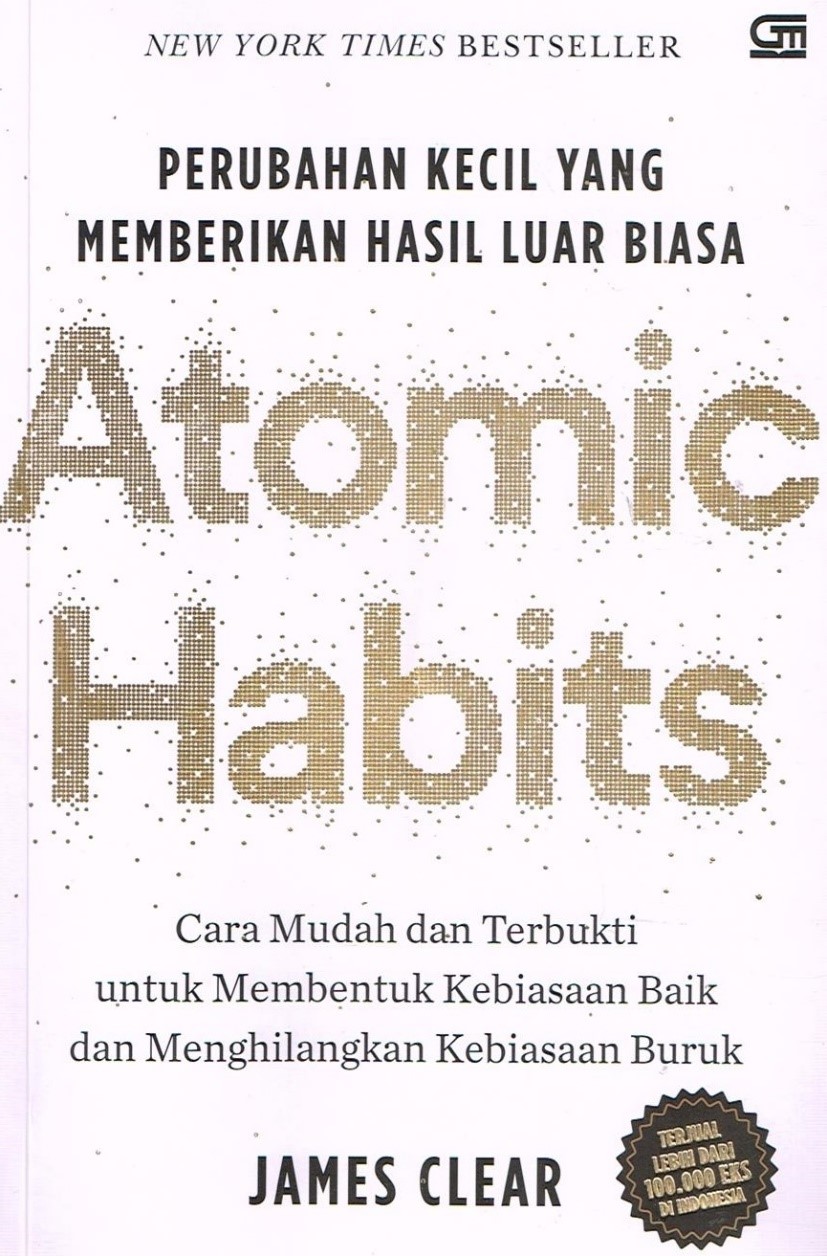 NEW YORK TIMES BESTSELLER
GM
PERUBAHAN KECIL YANG
MEMBERIKAN HASIL LUAR BIASA
Atomic
Habits
Cara Mudah dan Terbukti
untuk Membentuk Kebiasaan Baik
dan Menghilangkan Kebiasaan Buruk
JAMES CLEAR
TERJUAL
LEBIH DARI
100.000 EKS
DI INDONESIA